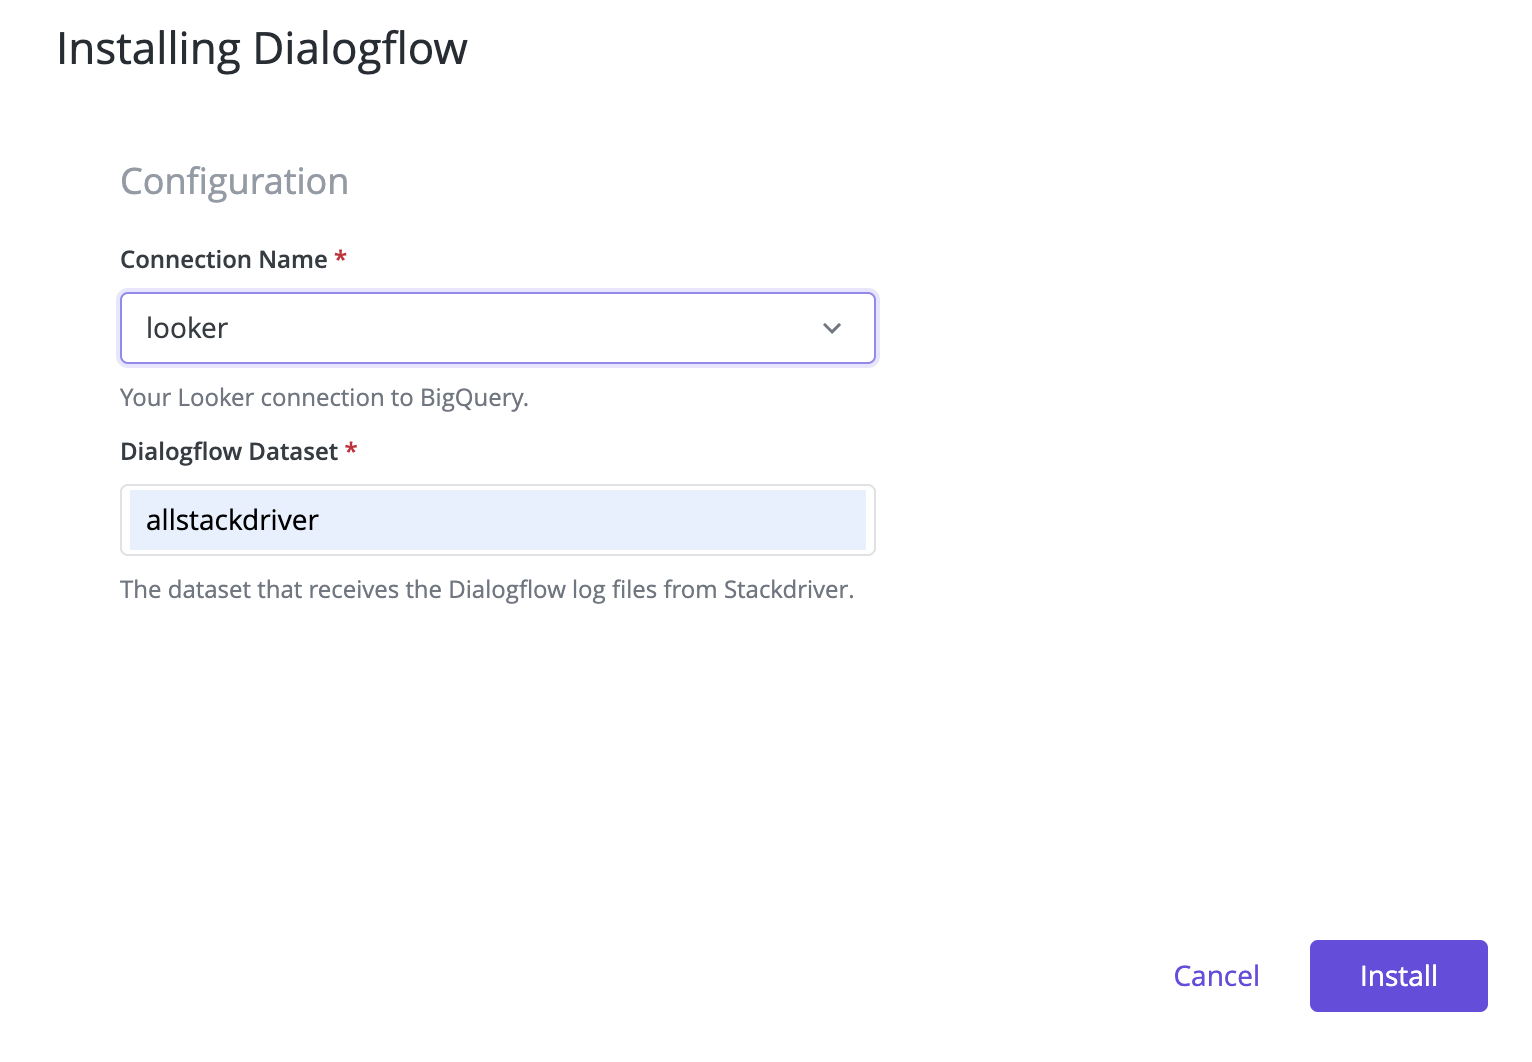 Installing Dialogflow
Configuration
Connection Name *
looker
Your Looker connection to BigQuery.
Dialogflow Dataset *
allstackdriver
The dataset that receives the Dialogflow log files from Stackdriver.
Cancel
Install